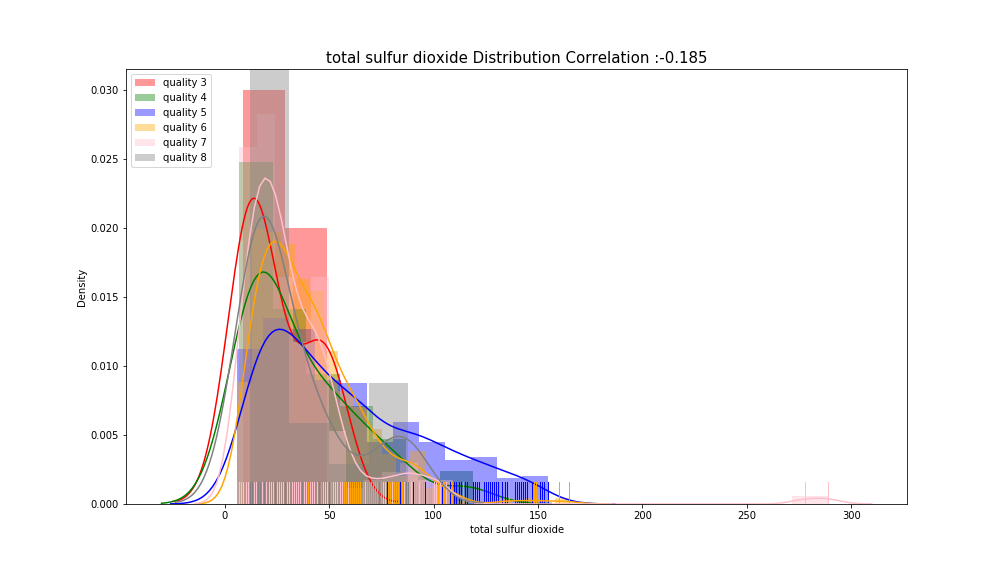 total sulfur dioxide Distribution Correlation :-0.185
quality 3
quality 4
quality 5
quality 6
quality 7
quality 8
Density
0.030
0.025
0.020
0.015
0.010
0.005
0.000
0 50 100 150 200 250 300
total sulfur dioxide